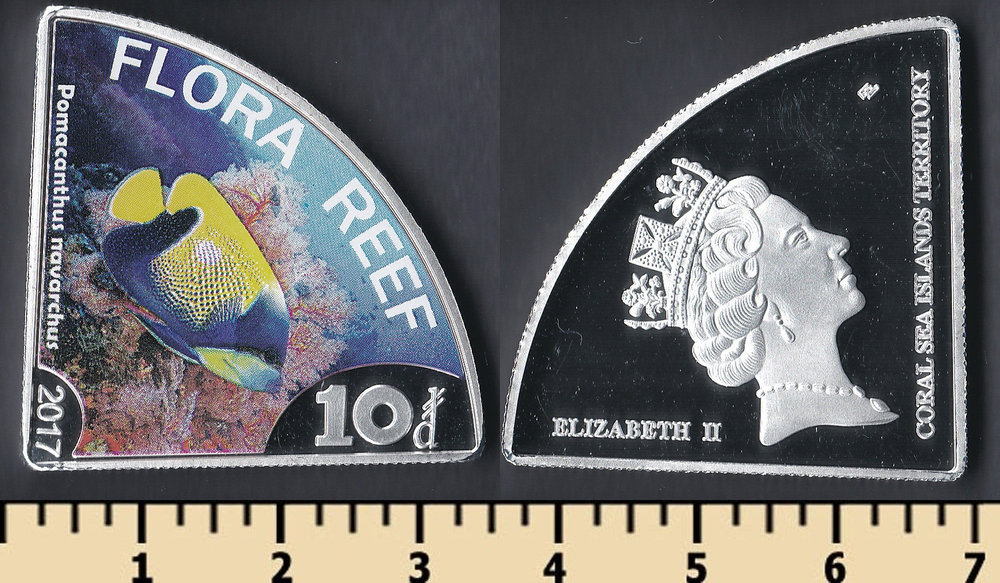 FLORA REEF
Pomacanthus navarchus
2017
10
CORAL SEA ISLANDS TERRITORY
ELIZABETH II
1 2 3 4 5 6 7